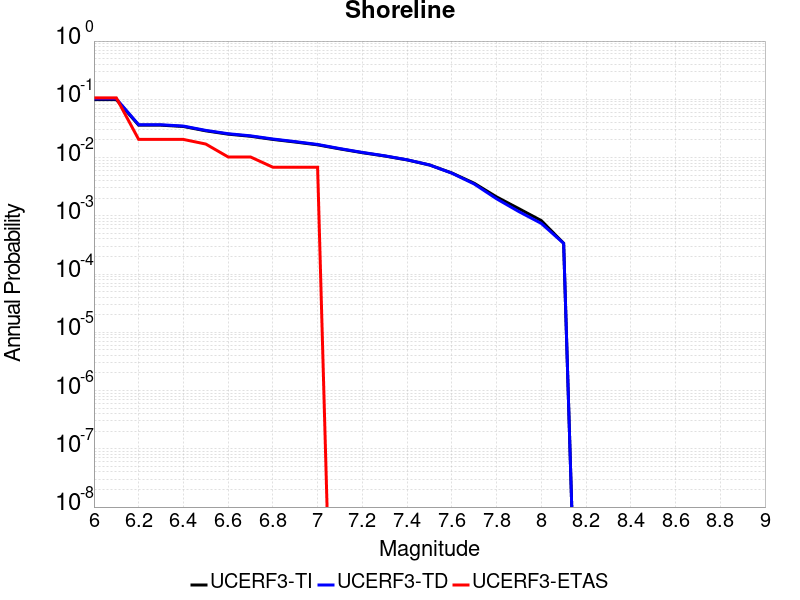 Shoreline
10^0
10^-1
10^-2
10^-3
10^-4
10^-5
10^-6
10^-7
10^-8
Annual Probability
6 6.2 6.4 6.6 6.8 7 7.2 7.4 7.6 7.8 8 8.2 8.4 8.6 8.8 9
Magnitude
UCERF3-TI UCERF3-TD UCERF3-ETAS